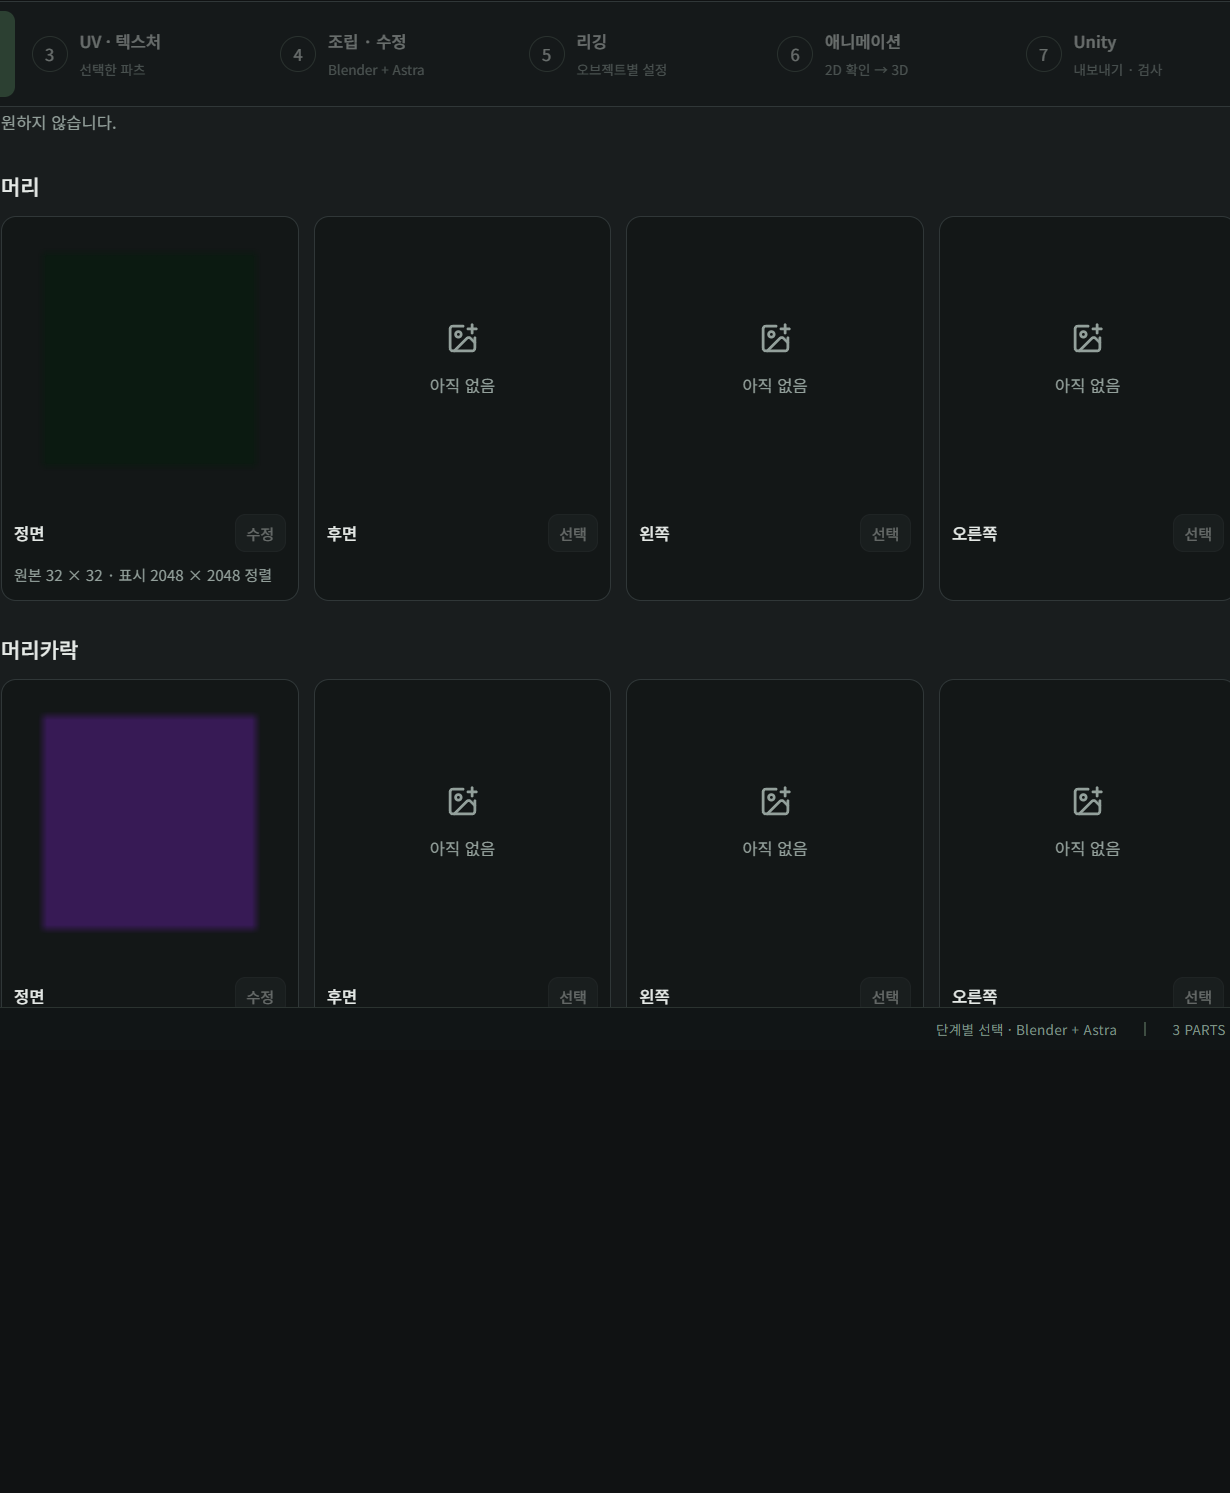 3 UV · 텍스처
선택한 파츠
4 조립 · 수정
Blender + Astra
5 리깅
오브젝트별 설정
6 애니메이션
2D 확인 → 3D
7 Unity
내보내기 · 검사
원하지 않습니다.
머리
아직 없음 아직 없음 아직 없음
정면 수정 후면 선택 왼쪽 선택 오른쪽 선택
원본 32 × 32 · 표시 2048 × 2048 정렬
머리카락
아직 없음 아직 없음 아직 없음
정면 수정 후면 선택 왼쪽 선택 오른쪽 선택
단계별 선택 · Blender + Astra | 3 PARTS